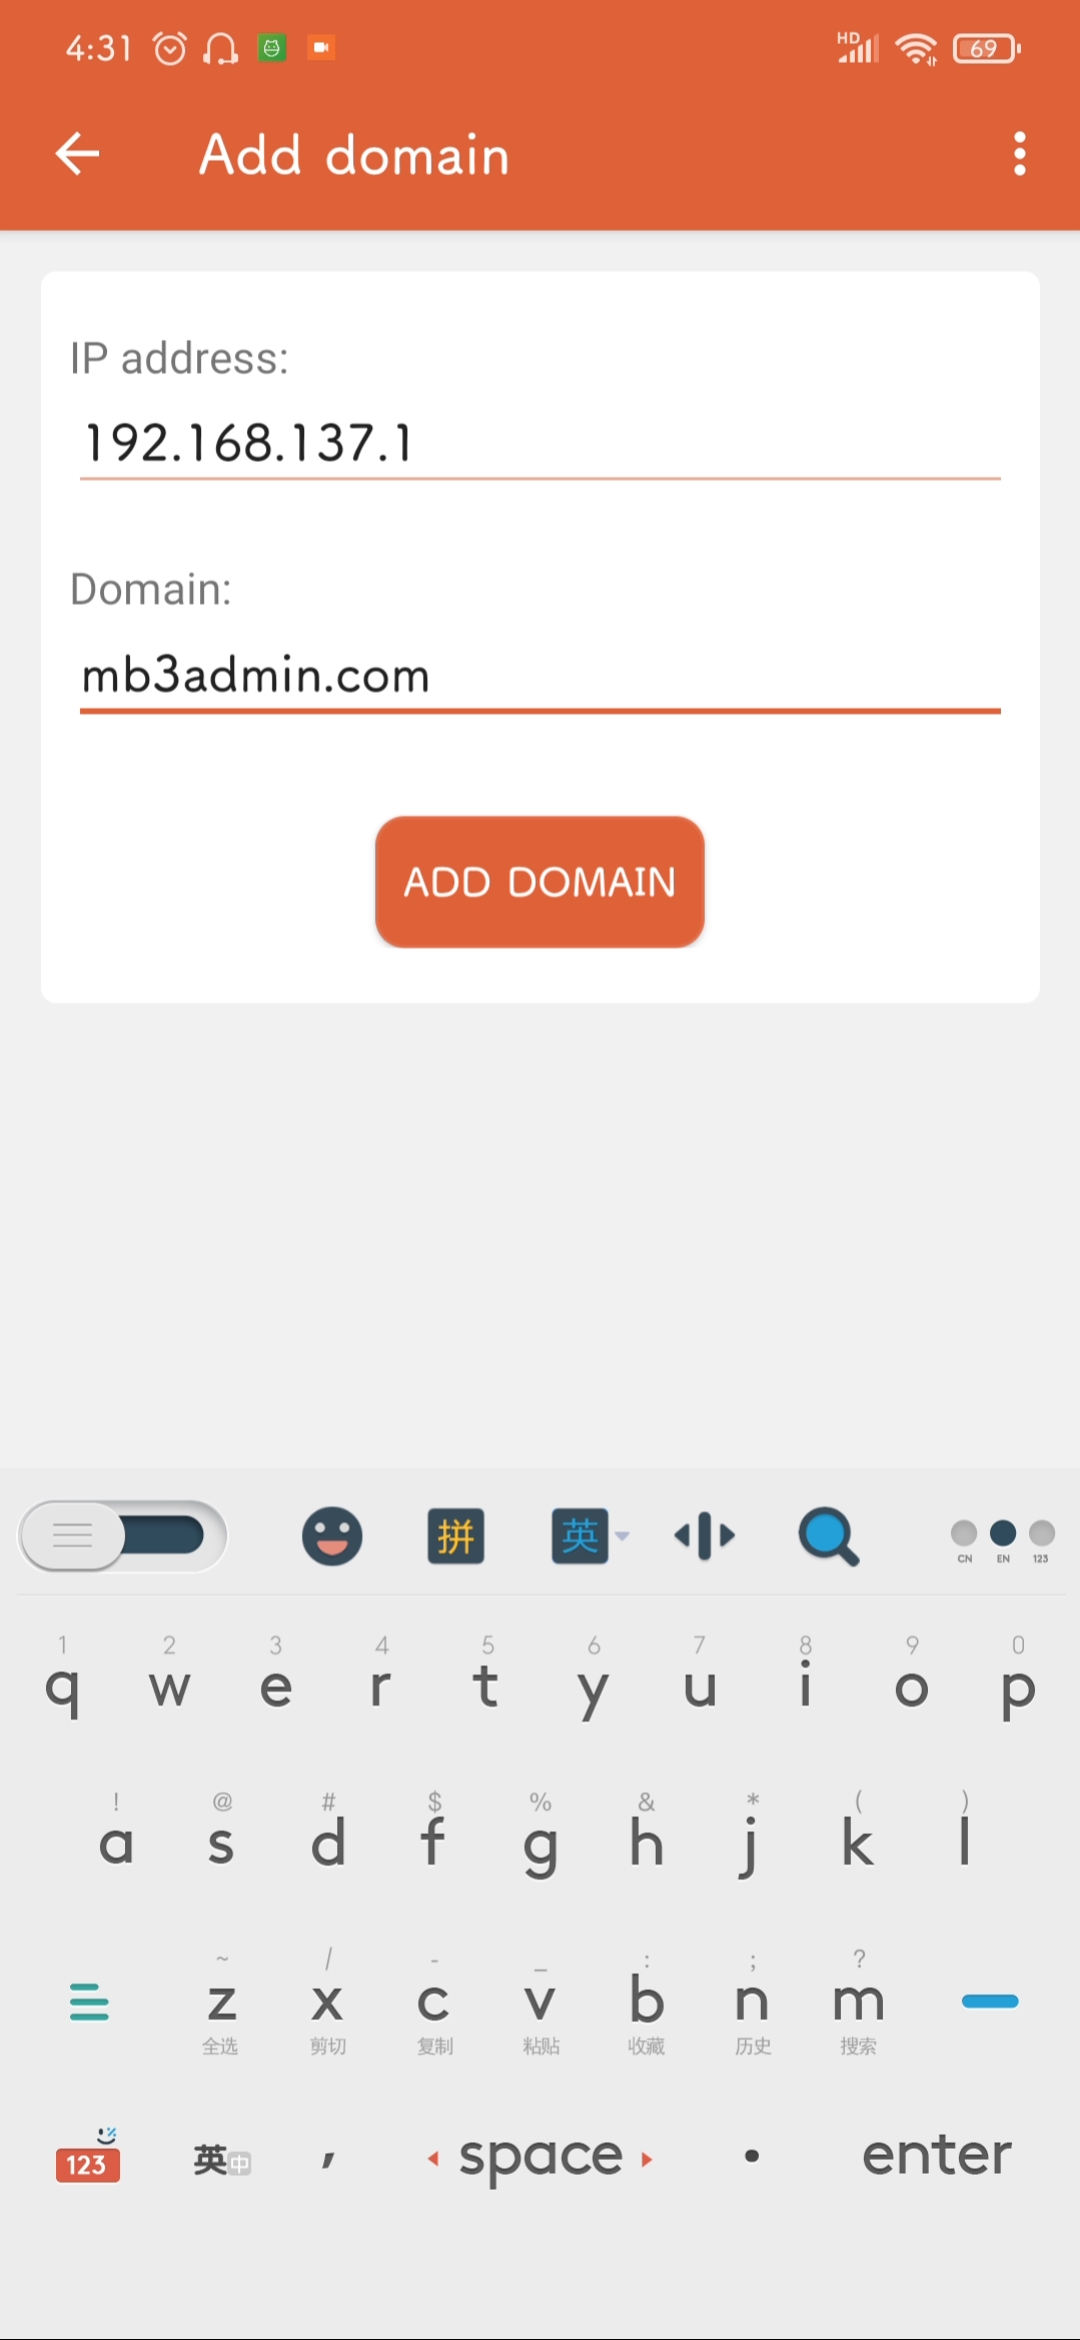 4:31 HD 69
Add domain
IP address:
192.168.137.1
Domain:
mb3admin.com
ADD DOMAIN
拼 英 CN EN 123
1 2 3 4 5 6 7 8 9 0
q w e r t y u i o p
! @ # $ % & * ( )
a s d f g h j k l
~ / - _ : ; ?
z x c v b n m
全选 剪切 复制 粘贴 收藏 历史 搜索
123 英中 , space . enter